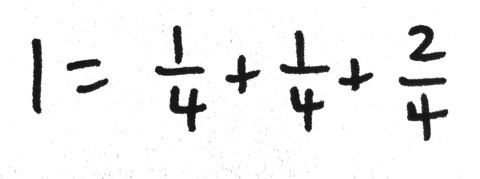 1 = 1/4 + 1/4 + 2/4